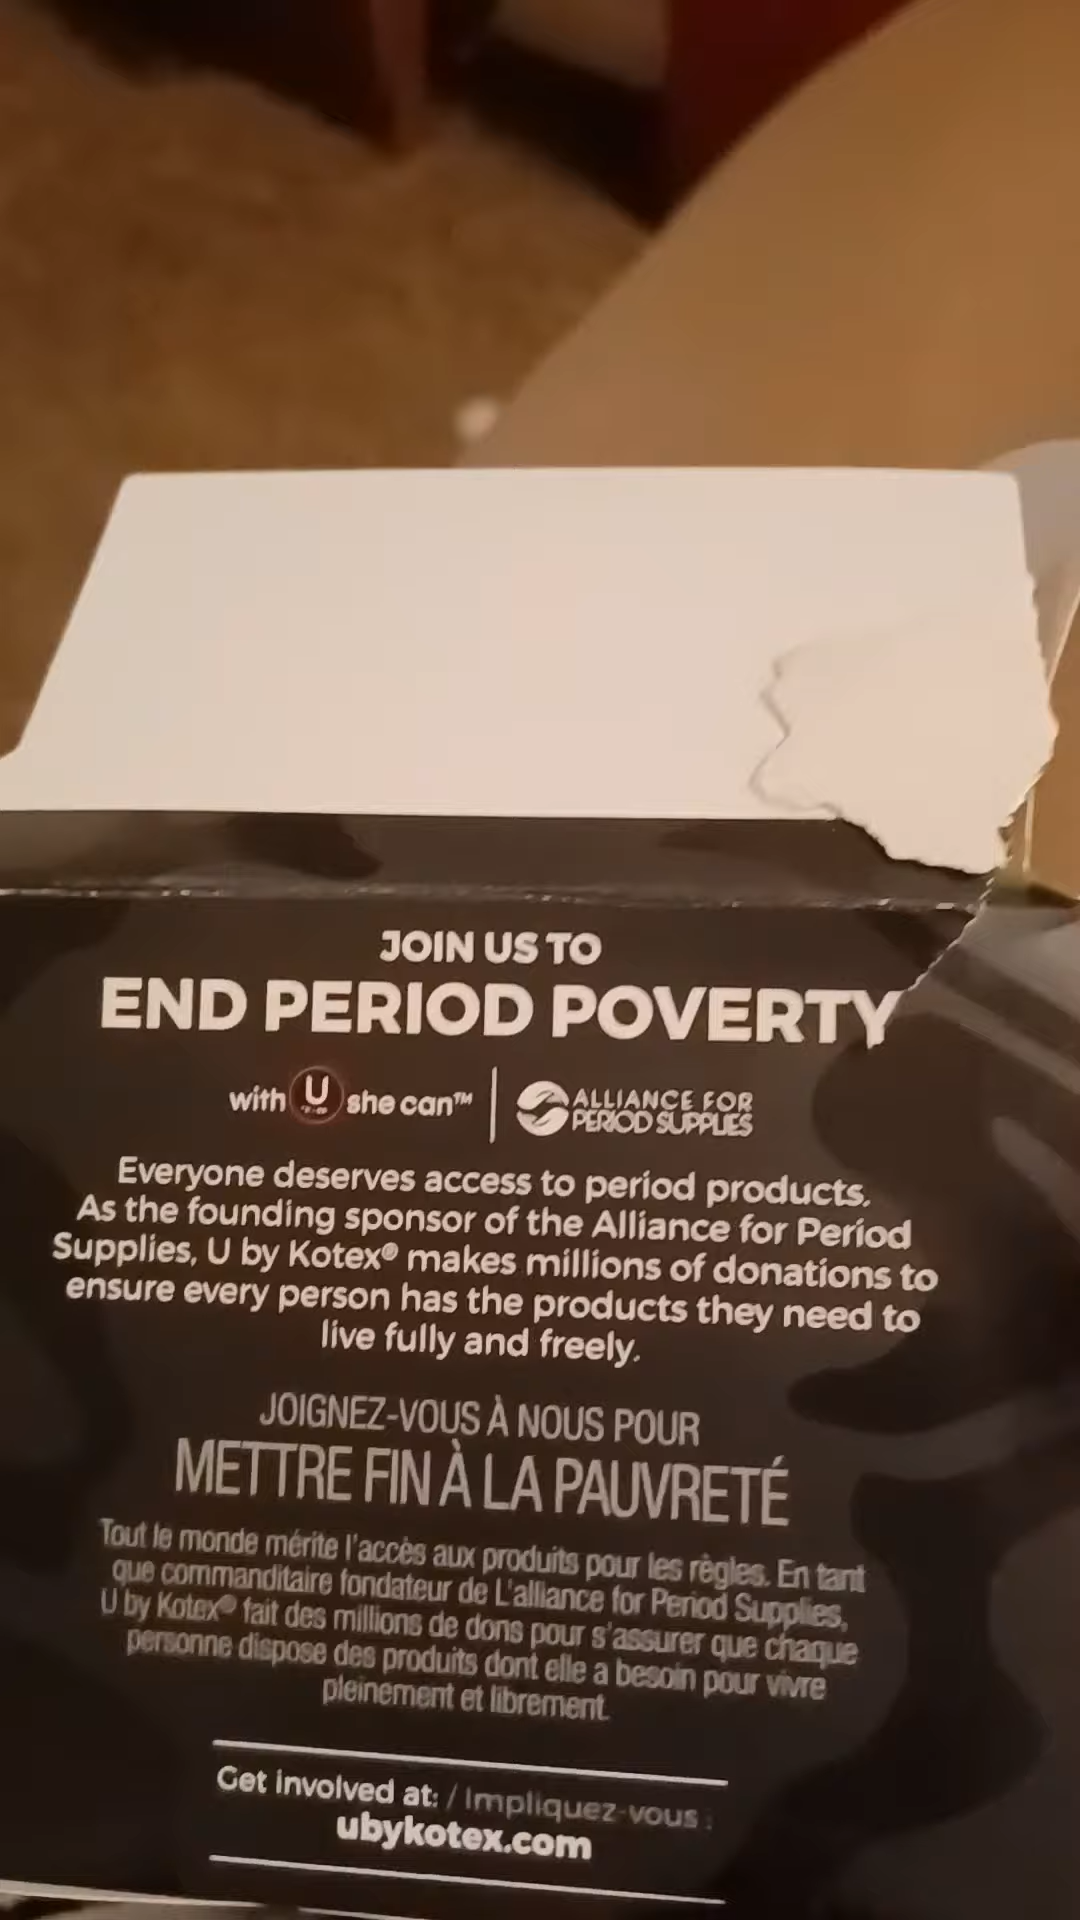 JOIN US TO
END PERIOD POVERTY
with U she can™ | ALLIANCE FOR
PERIOD SUPPLIES
Everyone deserves access to period products.
As the founding sponsor of the Alliance for Period
Supplies, U by Kotex® makes millions of donations to
ensure every person has the products they need to
live fully and freely.
JOIGNEZ-VOUS À NOUS POUR
METTRE FIN À LA PAUVRETÉ
Tout le monde mérite l'accès aux produits pour les règles. En tant
que commanditaire fondateur de L'alliance for Period Supplies,
U by Kotex® fait des millions de dons pour s'assurer que chaque
personne dispose des produits dont elle a besoin pour vivre
pleinement et librement.
Get involved at: / Impliquez-vous :
ubykotex.com